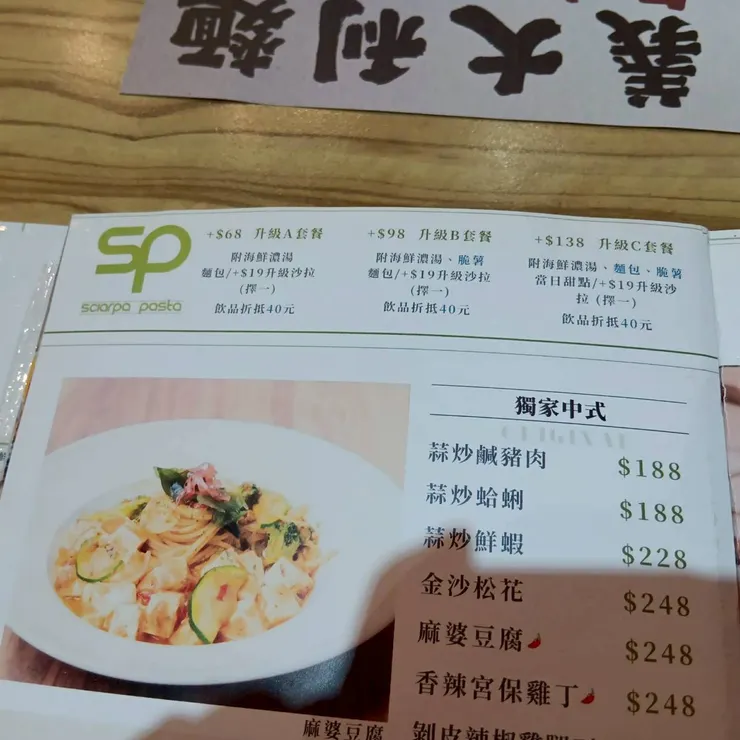 義大利麵
sp
sciarpa pasta
+$68 升級A套餐
附海鮮濃湯
麵包/+$19升級沙拉
(擇一)
飲品折抵40元
+$98 升級B套餐
附海鮮濃湯、脆薯
麵包/+$19升級沙拉
(擇一)
飲品折抵40元
+$138 升級C套餐
附海鮮濃湯、麵包、脆薯
當日甜點/+$19升級沙
拉 (擇一)
飲品折抵40元
獨家中式
蒜炒鹹豬肉 $188
蒜炒蛤蜊 $188
蒜炒鮮蝦 $228
金沙松花 $248
麻婆豆腐 $248
香辣宮保雞丁 $248
麻婆豆腐
剝皮辣椒雞腿